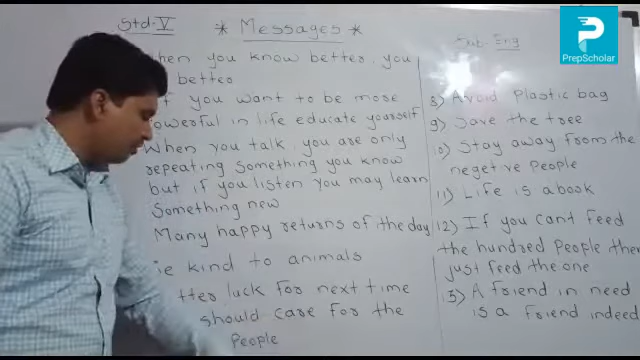 Std-V
* Messages *
Sub-Eng
PrepScholar
when you know better, you
better
If you want to be more
powerful in life educate yourself
When you talk, you are only
repeating something you know
but if you listen you may learn
something new
Many happy returns of the day
Be kind to animals
tter luck for next time
should care for the
people
8) Avoid Plastic bag
9) Save the tree
10) Stay away from the
negetive people
11) Life is a book
12) If you cant feed
the hundred people then
just feed the one
13) A friend in need
is a friend indeed